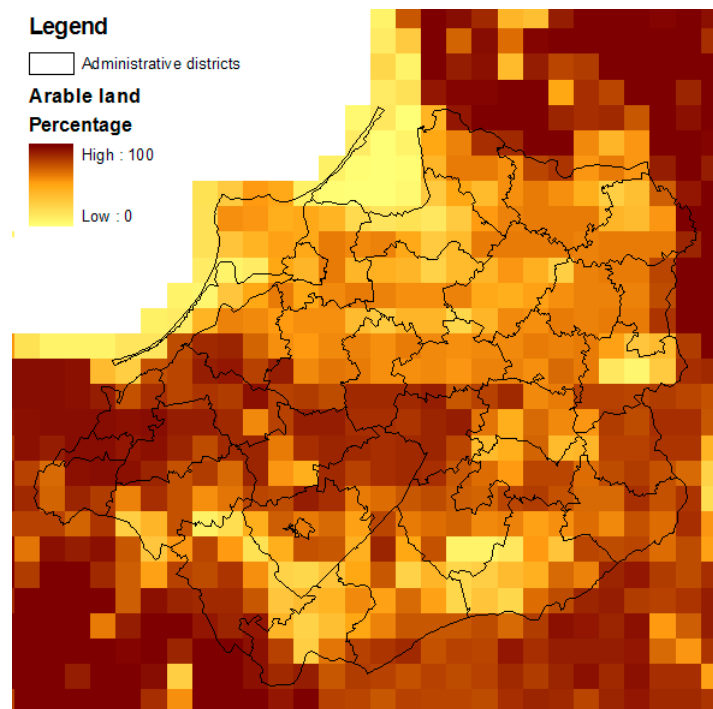 Legend
Administrative districts
Arable land
Percentage
High : 100
Low : 0